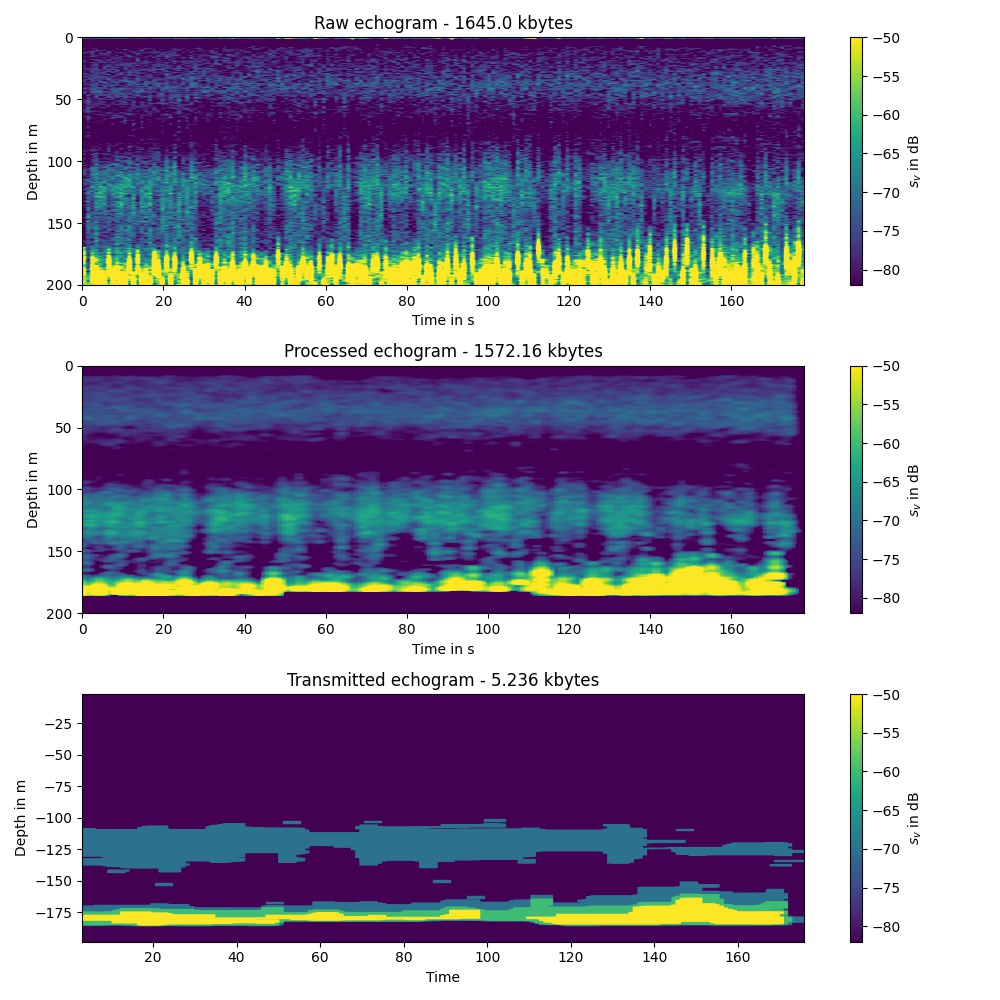 Raw echogram - 1645.0 kbytes
0
50
100
150
200
Depth in m
0 20 40 60 80 100 120 140 160
Time in s
−50
−55
−60
−65
−70
−75
−80
sv in dB
Processed echogram - 1572.16 kbytes
0
50
100
150
200
Depth in m
0 20 40 60 80 100 120 140 160
Time in s
−50
−55
−60
−65
−70
−75
−80
sv in dB
Transmitted echogram - 5.236 kbytes
−25
−50
−75
−100
−125
−150
−175
Depth in m
20 40 60 80 100 120 140 160
Time
−50
−55
−60
−65
−70
−75
−80
sv in dB